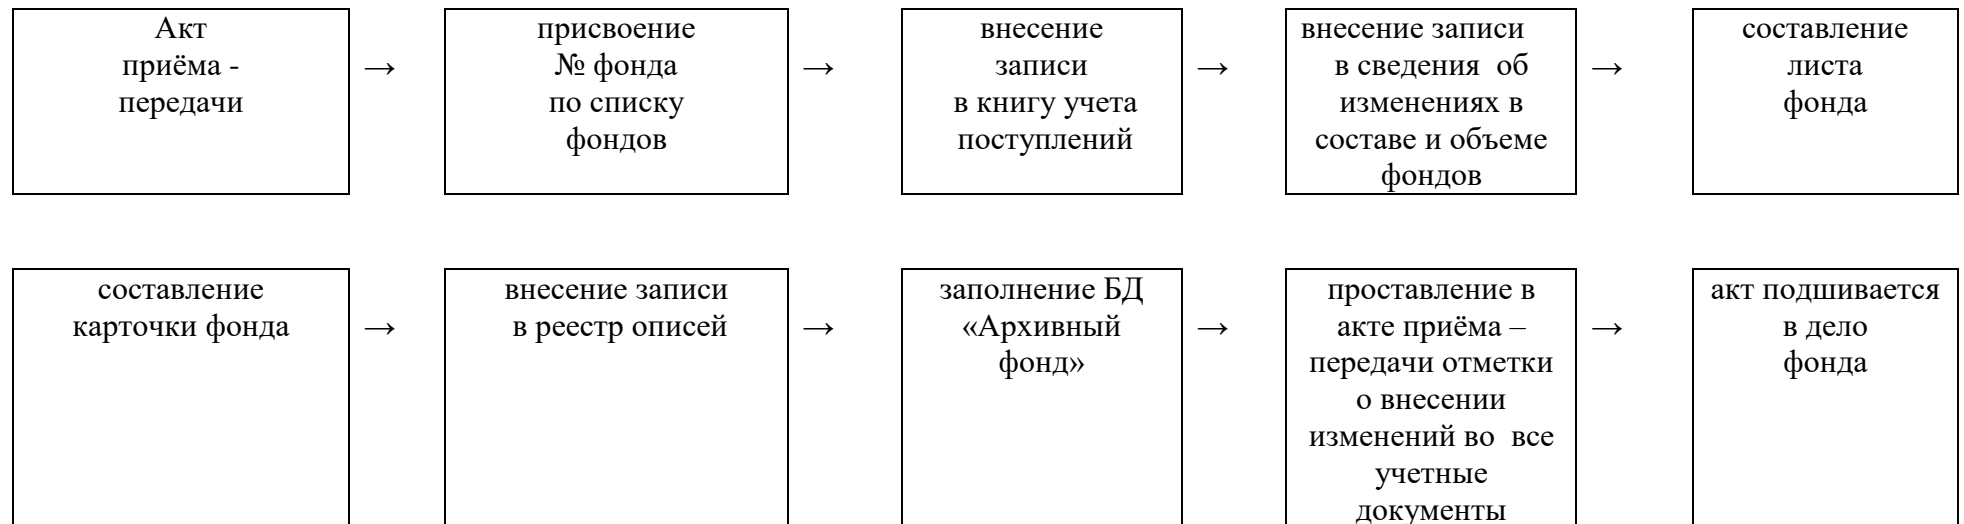 Акт
приёма -
передачи
→
присвоение
№ фонда
по списку
фондов
→
внесение
записи
в книгу учета
поступлений
→
внесение записи
в сведения об
изменениях в
составе и объеме
фондов
→
составление
листа
фонда
составление
карточки фонда
→
внесение записи
в реестр описей
→
заполнение БД
«Архивный
фонд»
→
проставление в
акте приёма –
передачи отметки
о внесении
изменений во все
учетные
документы
→
акт подшивается
в дело
фонда